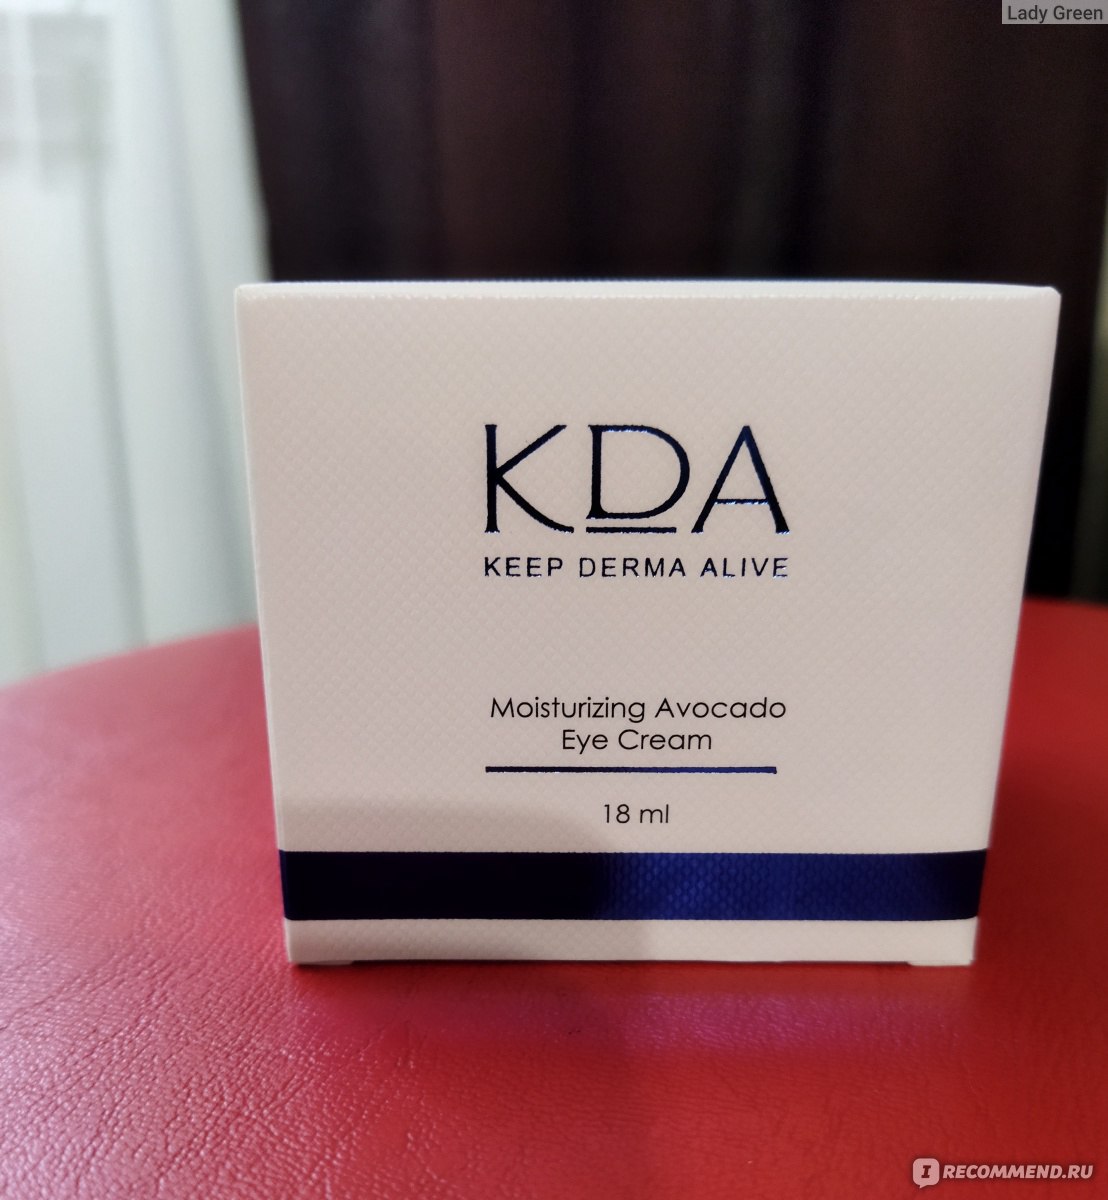 Lady Green
KDA
KEEP DERMA ALIVE
Moisturizing Avocado
Eye Cream
18 ml
I RECOMMEND.RU